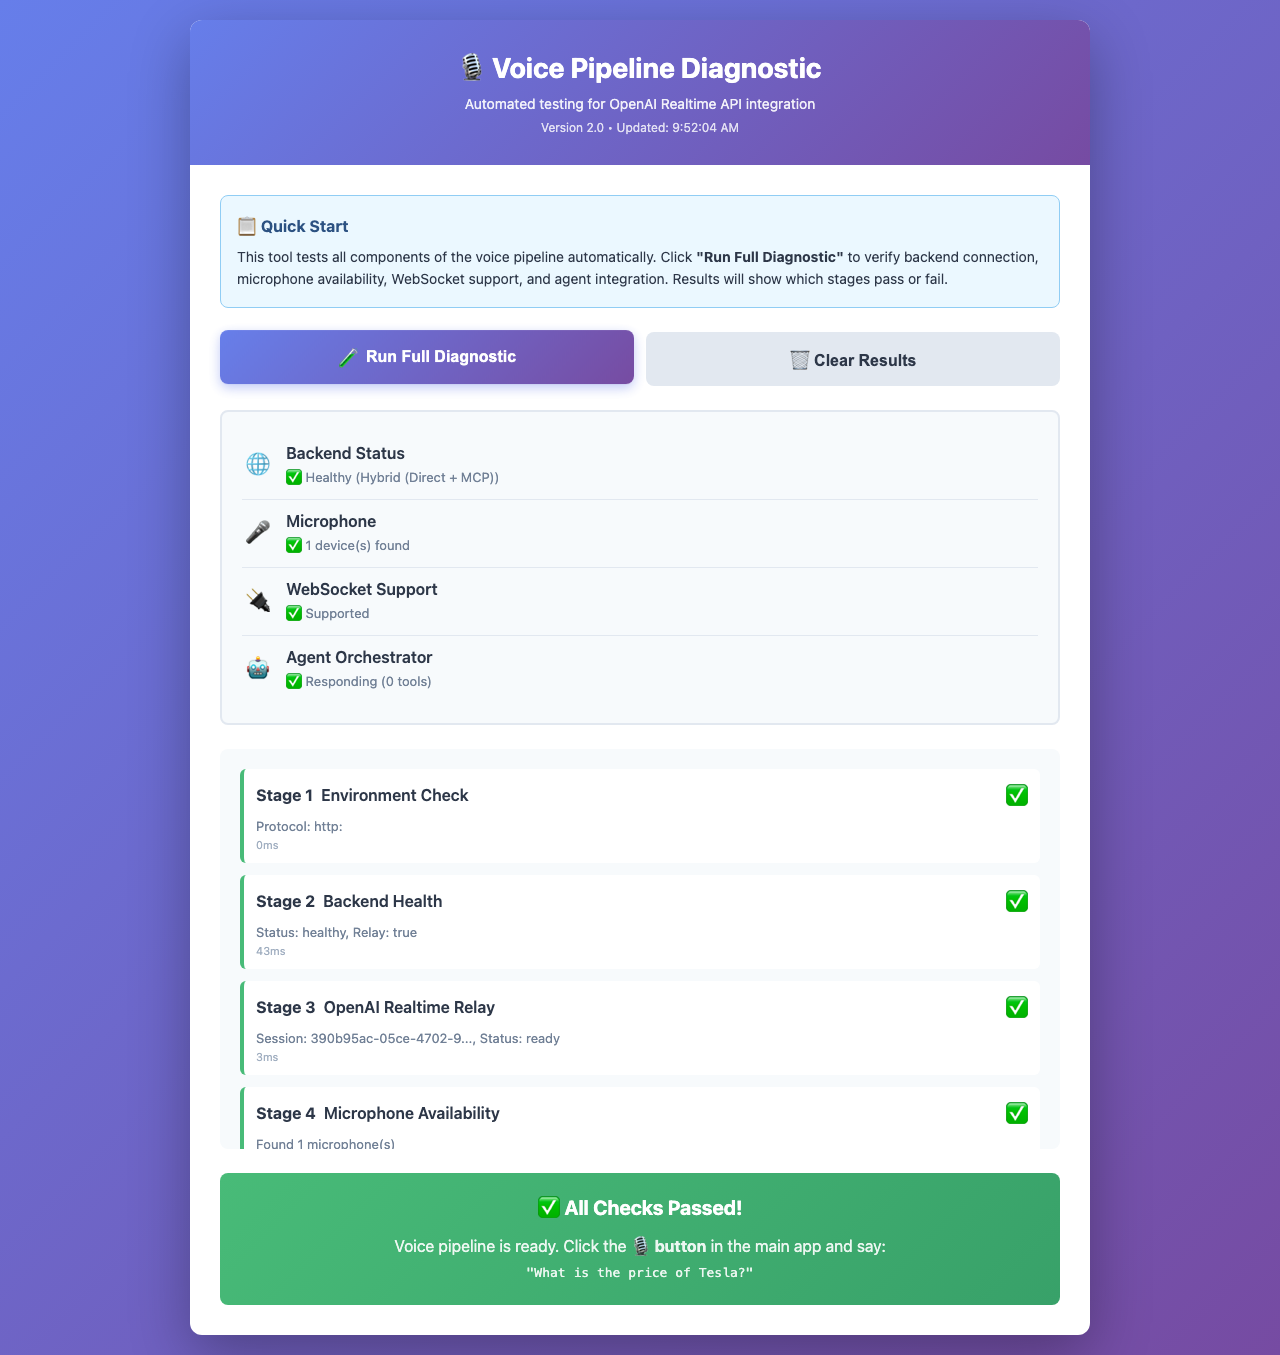 Voice Pipeline Diagnostic
Automated testing for OpenAI Realtime API integration
Version 2.0 • Updated: 9:52:04 AM
Quick Start
This tool tests all components of the voice pipeline automatically. Click "Run Full Diagnostic" to verify backend connection,
microphone availability, WebSocket support, and agent integration. Results will show which stages pass or fail.
Run Full Diagnostic
Clear Results
Backend Status
✅ Healthy (Hybrid (Direct + MCP))
Microphone
✅ 1 device(s) found
WebSocket Support
✅ Supported
Agent Orchestrator
✅ Responding (0 tools)
Stage 1 Environment Check ✅
Protocol: http:
0ms
Stage 2 Backend Health ✅
Status: healthy, Relay: true
43ms
Stage 3 OpenAI Realtime Relay ✅
Session: 390b95ac-05ce-4702-9..., Status: ready
3ms
Stage 4 Microphone Availability ✅
Found 1 microphone(s)
✅ All Checks Passed!
Voice pipeline is ready. Click the 🎙️ button in the main app and say:
"What is the price of Tesla?"